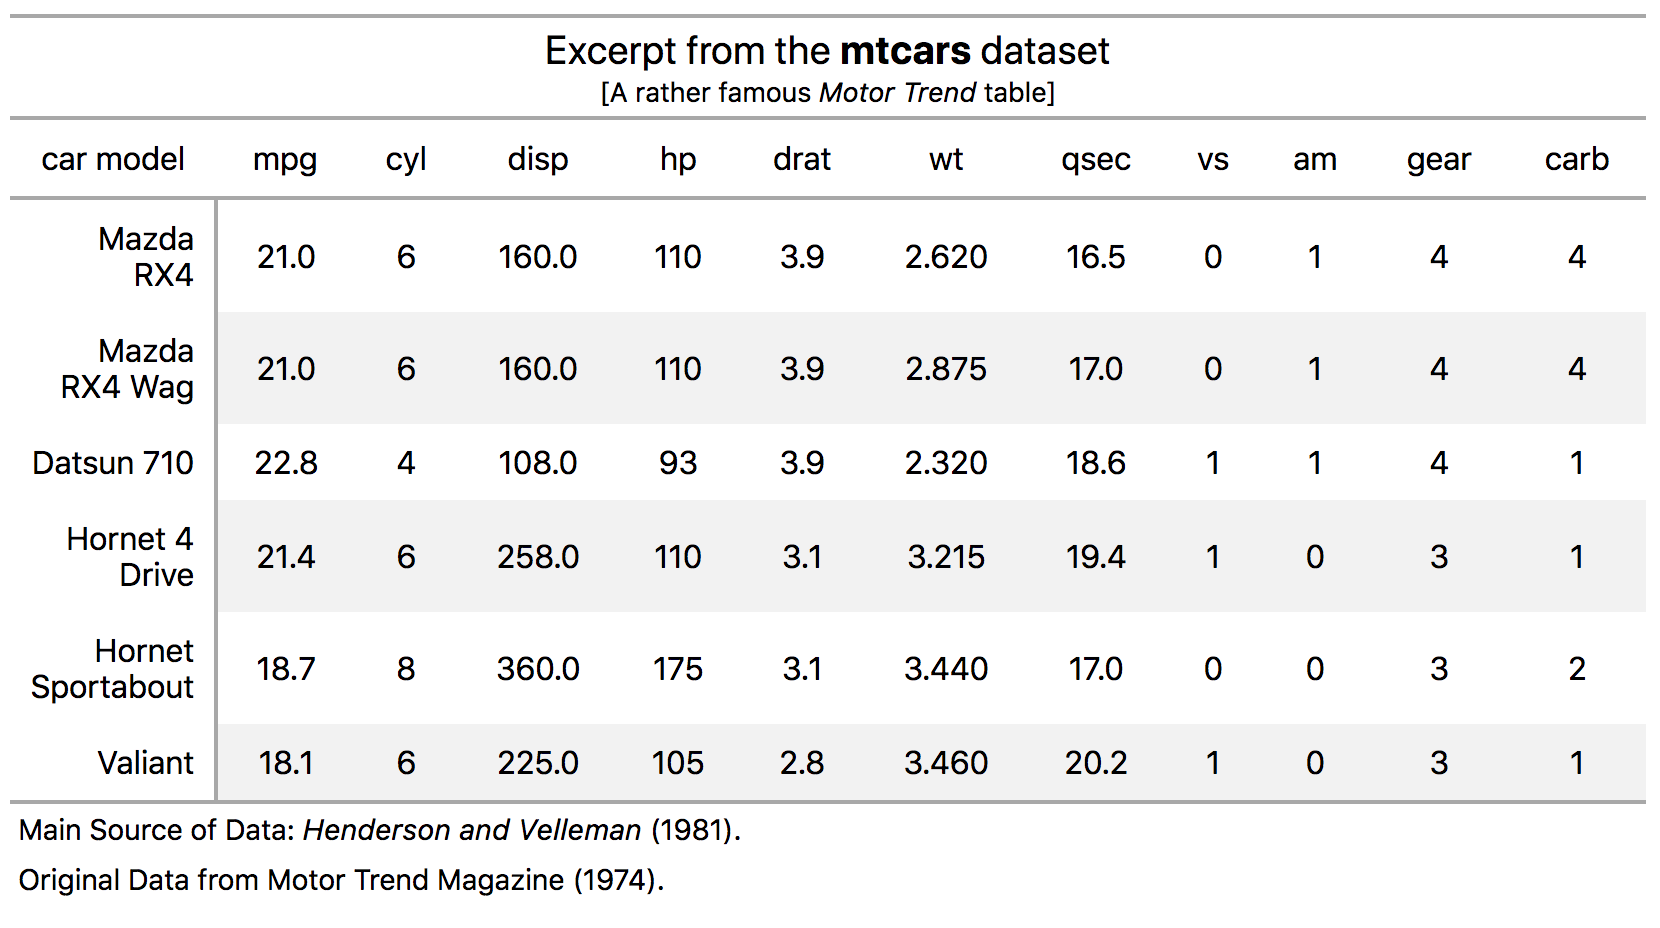 Excerpt from the mtcars dataset
[A rather famous Motor Trend table]
car model mpg cyl disp hp drat wt qsec vs am gear carb
Mazda
RX4 21.0 6 160.0 110 3.9 2.620 16.5 0 1 4 4
Mazda
RX4 Wag 21.0 6 160.0 110 3.9 2.875 17.0 0 1 4 4
Datsun 710 22.8 4 108.0 93 3.9 2.320 18.6 1 1 4 1
Hornet 4
Drive 21.4 6 258.0 110 3.1 3.215 19.4 1 0 3 1
Hornet
Sportabout 18.7 8 360.0 175 3.1 3.440 17.0 0 0 3 2
Valiant 18.1 6 225.0 105 2.8 3.460 20.2 1 0 3 1
Main Source of Data: Henderson and Velleman (1981).
Original Data from Motor Trend Magazine (1974).